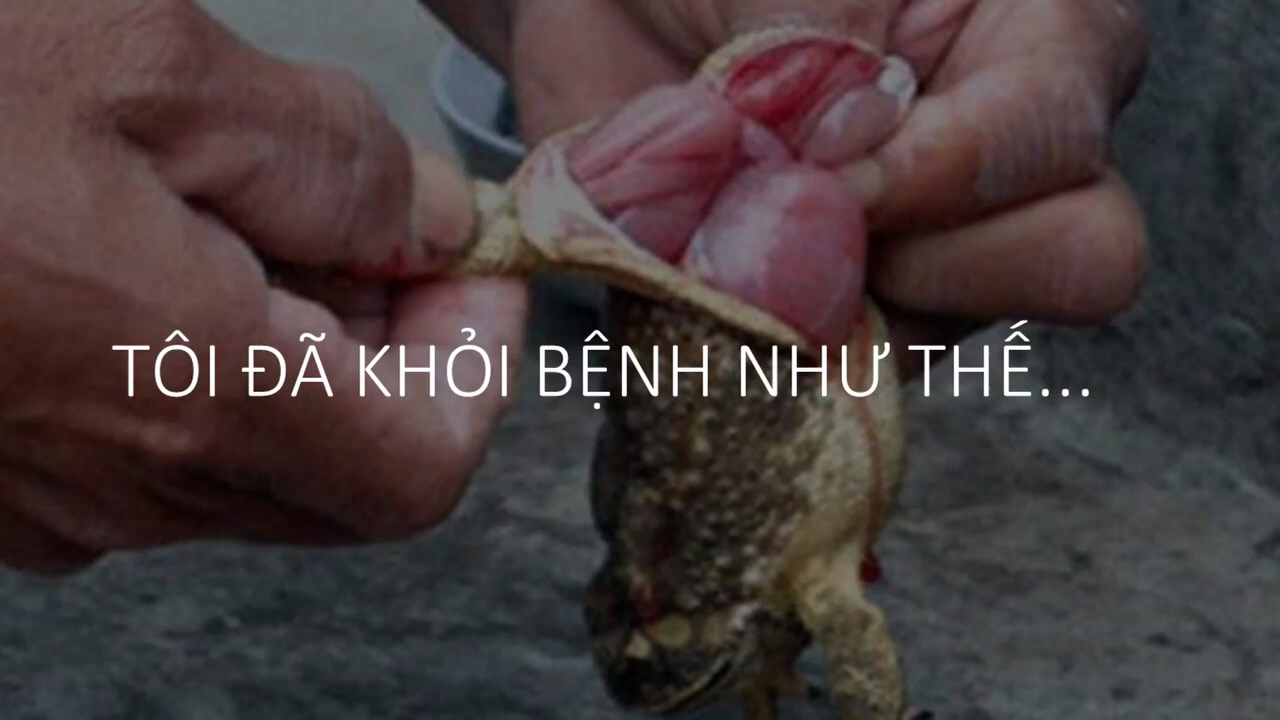 TÔI ĐÃ KHỎI BỆNH NHƯ THẾ...